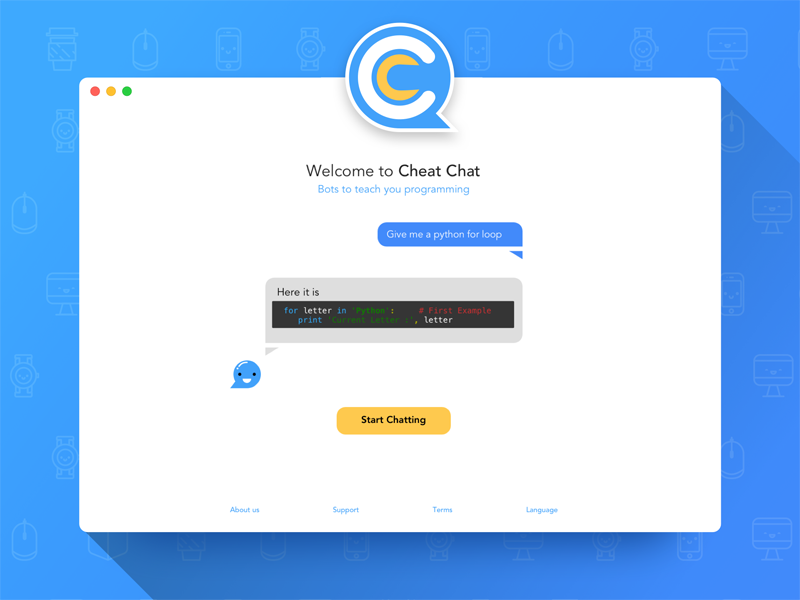 Welcome to Cheat Chat
Bots to teach you programming
Give me a python for loop
Here it is
for letter in 'Python':     # First Example
   print 'Current Letter :', letter
Start Chatting
About us
Support
Terms
Language